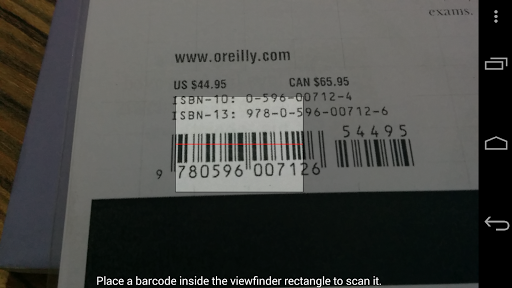 exams.
www.oreilly.com
US $44.95 CAN $65.95
ISBN-10: 0-596-00712-4
ISBN-13: 978-0-596-00712-6
54495
9 780596 007126
Place a barcode inside the viewfinder rectangle to scan it.